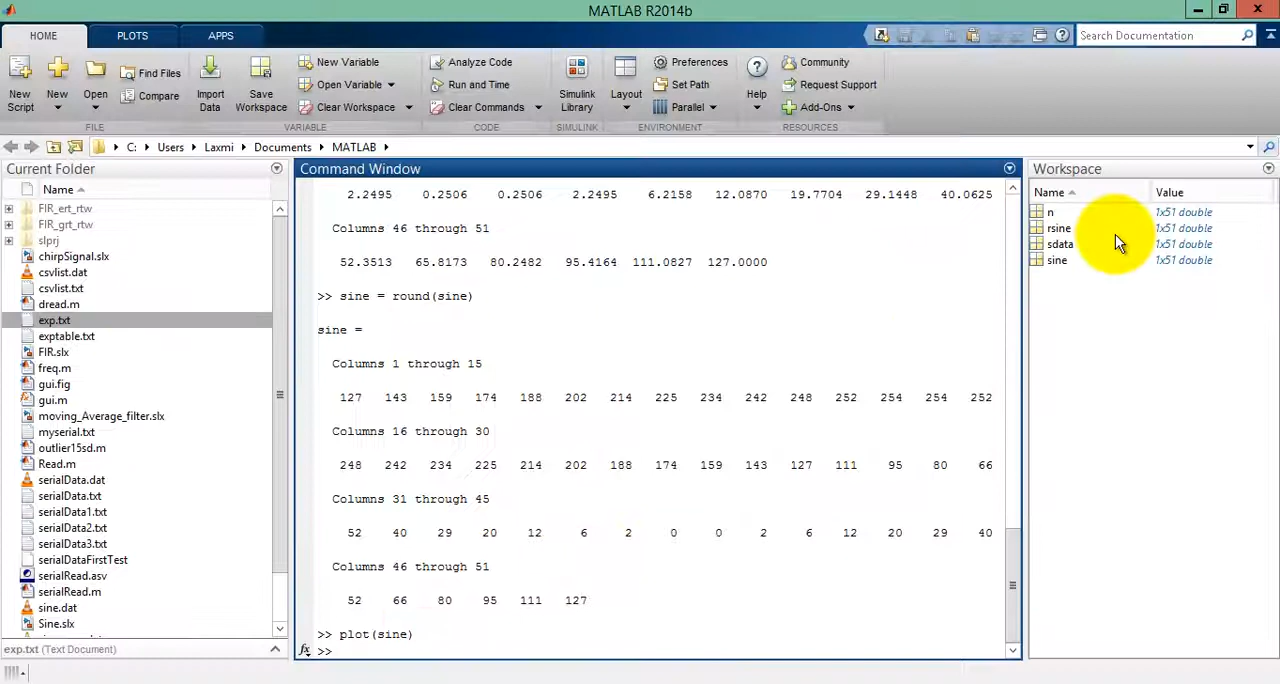 MATLAB R2014b
HOME PLOTS APPS
Search Documentation
New Script
New
Open
Find Files
Compare
Import Data
Save Workspace
New Variable
Open Variable
Clear Workspace
Analyze Code
Run and Time
Clear Commands
Simulink Library
Layout
Preferences
Set Path
Parallel
Help
Community
Request Support
Add-Ons
FILE VARIABLE CODE SIMULINK ENVIRONMENT RESOURCES
C: Users Laxmi Documents MATLAB
Current Folder
Name
FIR_ert_rtw
FIR_grt_rtw
slprj
chirpSignal.slx
csvlist.dat
csvlist.txt
dread.m
exp.txt
exptable.txt
FIR.slx
freq.m
gui.fig
gui.m
moving_Average_filter.slx
myserial.txt
outlier15sd.m
Read.m
serialData.dat
serialData.txt
serialData1.txt
serialData2.txt
serialData3.txt
serialDataFirstTest
serialRead.asv
serialRead.m
sine.dat
Sine.slx
exp.txt (Text Document)
Command Window
2.2495 0.2506 0.2506 2.2495 6.2158 12.0870 19.7704 29.1448 40.0625
Columns 46 through 51
52.3513 65.8173 80.2482 95.4164 111.0827 127.0000
>> sine = round(sine)
sine =
Columns 1 through 15
127 143 159 174 188 202 214 225 234 242 248 252 254 254 252
Columns 16 through 30
248 242 234 225 214 202 188 174 159 143 127 111 95 80 66
Columns 31 through 45
52 40 29 20 12 6 2 0 0 2 6 12 20 29 40
Columns 46 through 51
52 66 80 95 111 127
>> plot(sine)
fx >>
Workspace
Name Value
n 1x51 double
rsine 1x51 double
sdata 1x51 double
sine 1x51 double